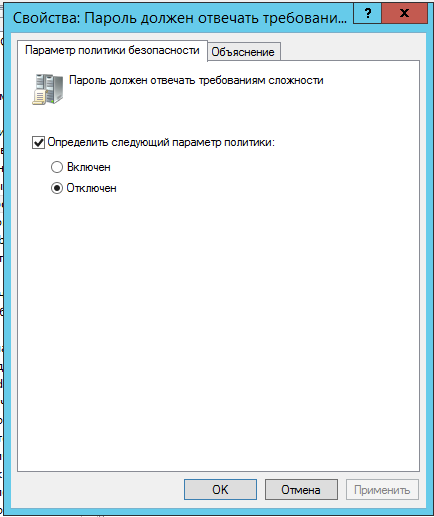 Свойства: Пароль должен отвечать требовани...
?
x
Параметр политики безопасности
Объяснение
Пароль должен отвечать требованиям сложности
Определить следующий параметр политики:
Включен
Отключен
OK
Отмена
Применить